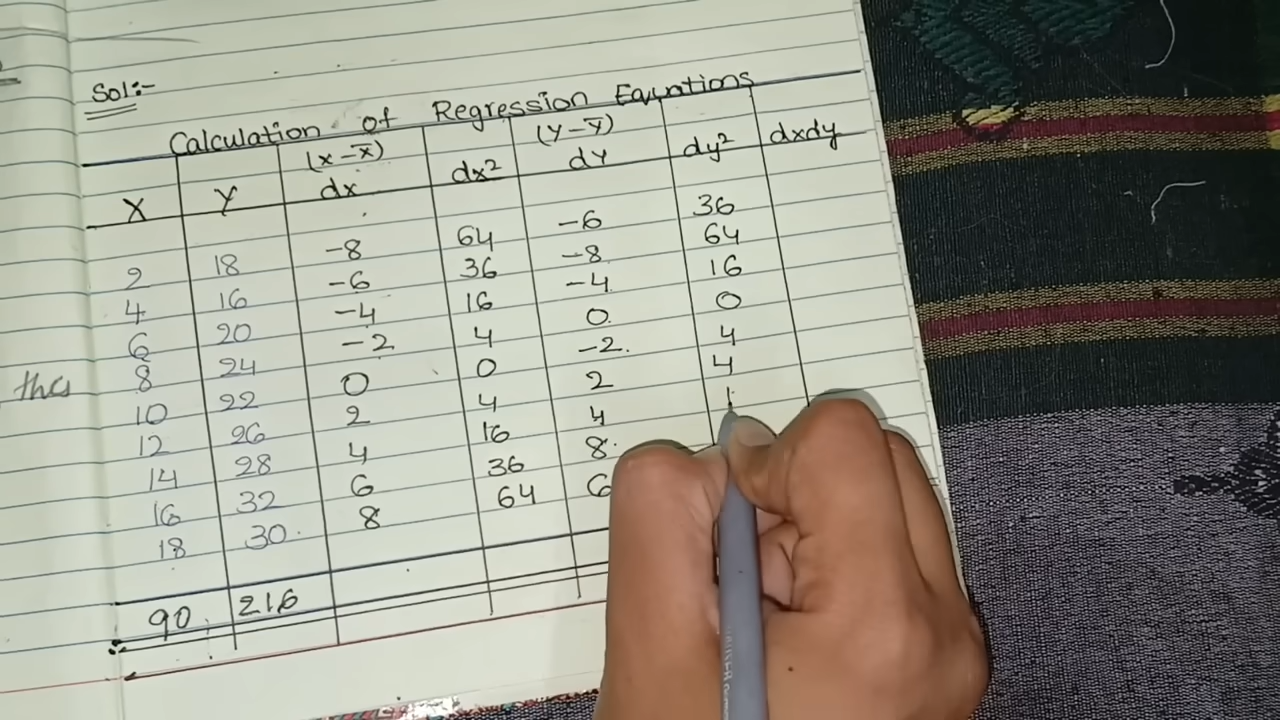 Sol:-
Calculation of Regression Equations
X Y (x-x̄) dx dx² (Y-Y̅) dy dy² dxdy
2 18 -8 64 -6 36
4 16 -6 36 -8 64
6 20 -4 16 -4 16
8 24 -2 4 0 0
10 22 0 0 -2 4
12 26 2 4 2 4
14 28 4 16 4 1
16 32 6 36 8
18 30 8 64 6
90 216